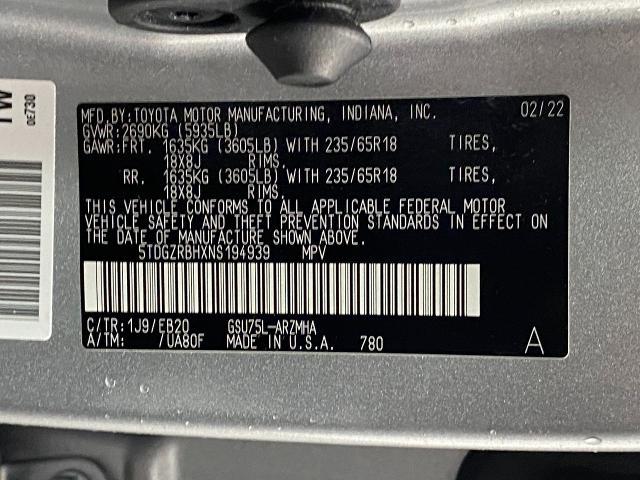 1W
0E730
MFD. BY: TOYOTA MOTOR MANUFACTURING, INDIANA, INC. 02/22
GVWR: 2690KG (5935LB)
GAWR: FRT. 1635KG (3605LB) WITH 235/65R18 TIRES,
18X8J RIMS.
RR. 1635KG (3605LB) WITH 235/65R18 TIRES,
18X8J RIMS.
THIS VEHICLE CONFORMS TO ALL APPLICABLE FEDERAL MOTOR
VEHICLE SAFETY AND THEFT PREVENTION STANDARDS IN EFFECT ON
THE DATE OF MANUFACTURE SHOWN ABOVE.
5TDGZRBHXNS194939 MPV
C/TR: 1J9/EB20 GSU75L-ARZMHA
A/TM: /UA80F MADE IN U.S.A. 780 A